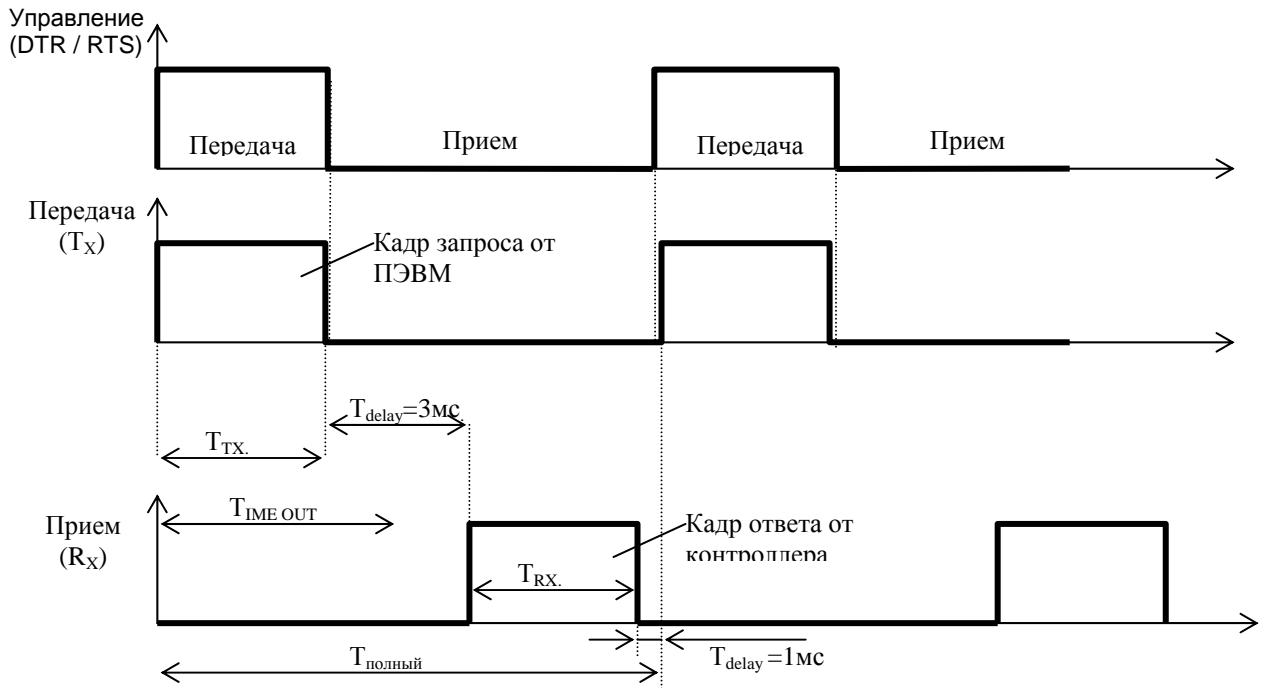 Управление
(DTR / RTS)
Передача
Прием
Передача
Прием
Передача
(TX)
Кадр запроса от
ПЭВМ
Tdelay=3мс
TTX.
TIME OUT
Прием
(RX)
Кадр ответа от
контроллера
TRX.
Tdelay =1мс
Tполный